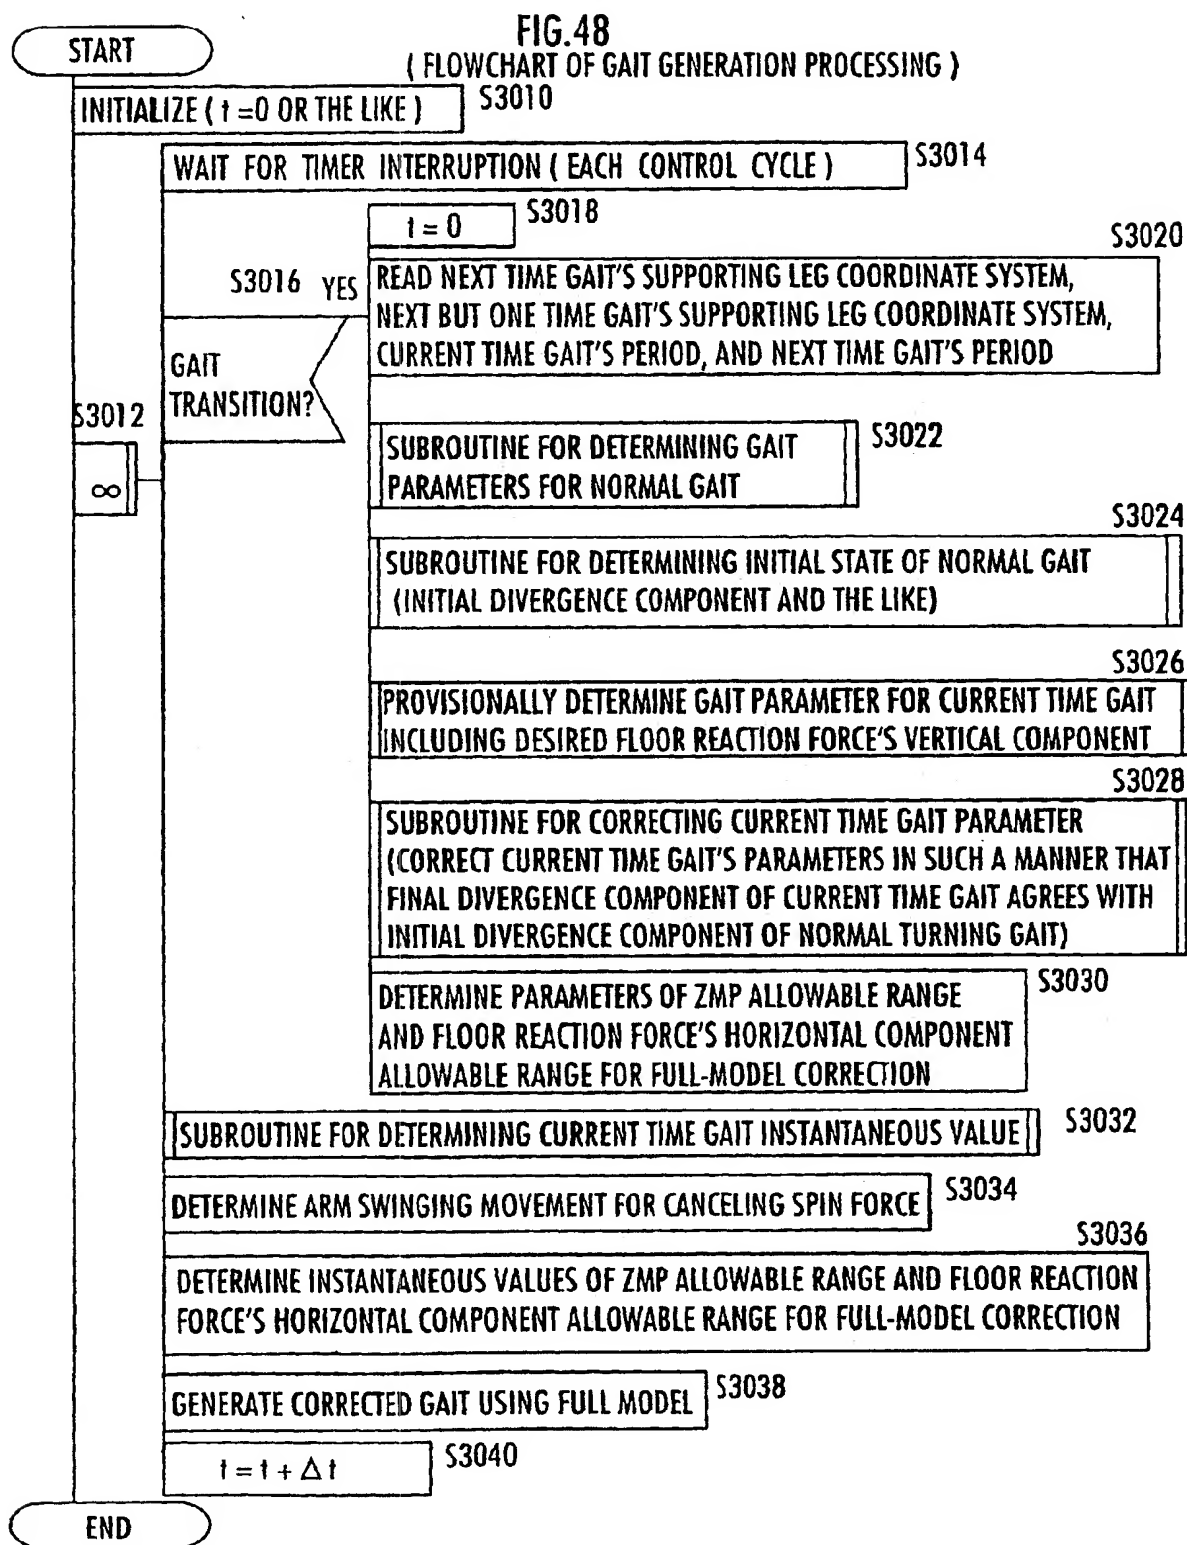 FIG.48
START
( FLOWCHART OF GAIT GENERATION PROCESSING )
INITIALIZE ( t =0 OR THE LIKE )
S3010
WAIT FOR TIMER INTERRUPTION ( EACH CONTROL CYCLE )
S3014
t = 0
S3018
S3020
S3016
YES
READ NEXT TIME GAIT'S SUPPORTING LEG COORDINATE SYSTEM,
NEXT BUT ONE TIME GAIT'S SUPPORTING LEG COORDINATE SYSTEM,
CURRENT TIME GAIT'S PERIOD, AND NEXT TIME GAIT'S PERIOD
GAIT
TRANSITION?
S3012
∞
SUBROUTINE FOR DETERMINING GAIT
PARAMETERS FOR NORMAL GAIT
S3022
S3024
SUBROUTINE FOR DETERMINING INITIAL STATE OF NORMAL GAIT
(INITIAL DIVERGENCE COMPONENT AND THE LIKE)
S3026
PROVISIONALLY DETERMINE GAIT PARAMETER FOR CURRENT TIME GAIT
INCLUDING DESIRED FLOOR REACTION FORCE'S VERTICAL COMPONENT
S3028
SUBROUTINE FOR CORRECTING CURRENT TIME GAIT PARAMETER
(CORRECT CURRENT TIME GAIT'S PARAMETERS IN SUCH A MANNER THAT
FINAL DIVERGENCE COMPONENT OF CURRENT TIME GAIT AGREES WITH
INITIAL DIVERGENCE COMPONENT OF NORMAL TURNING GAIT)
S3030
DETERMINE PARAMETERS OF ZMP ALLOWABLE RANGE
AND FLOOR REACTION FORCE'S HORIZONTAL COMPONENT
ALLOWABLE RANGE FOR FULL-MODEL CORRECTION
SUBROUTINE FOR DETERMINING CURRENT TIME GAIT INSTANTANEOUS VALUE
S3032
DETERMINE ARM SWINGING MOVEMENT FOR CANCELING SPIN FORCE
S3034
S3036
DETERMINE INSTANTANEOUS VALUES OF ZMP ALLOWABLE RANGE AND FLOOR REACTION
FORCE'S HORIZONTAL COMPONENT ALLOWABLE RANGE FOR FULL-MODEL CORRECTION
GENERATE CORRECTED GAIT USING FULL MODEL
S3038
t = t + Δ t
S3040
END